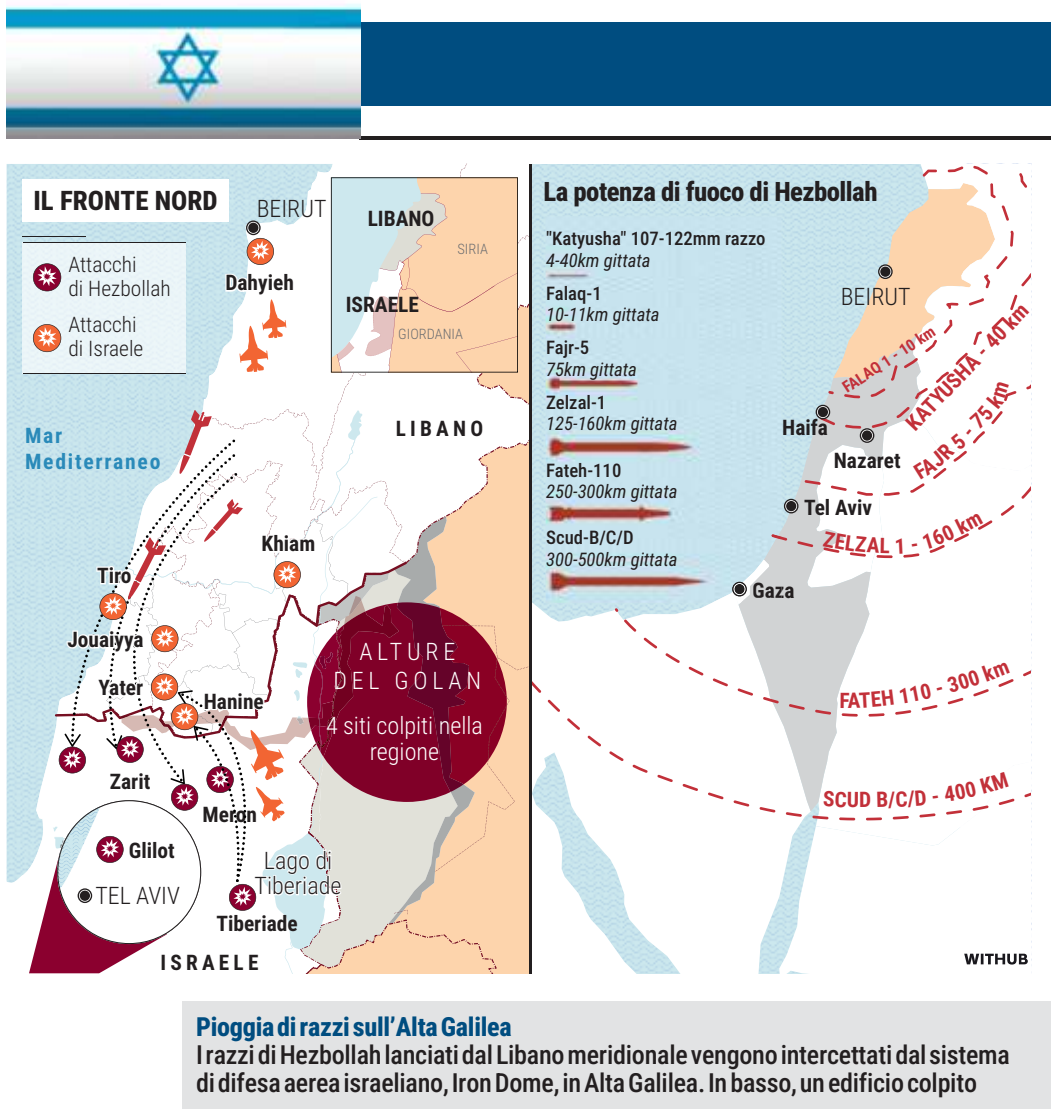 IL FRONTE NORD
Attacchi
di Hezbollah
Attacchi
di Israele
BEIRUT
Dahyieh
LIBANO
SIRIA
ISRAELE
GIORDANIA
Mar
Mediterraneo
LIBANO
Khiam
Tiro
Jouaiyya
Yater
Hanine
ALTURE
DEL GOLAN
4 siti colpiti nella
regione
Zarit
Meron
Glilot
TEL AVIV
Lago di
Tiberiade
Tiberiade
ISRAELE
La potenza di fuoco di Hezbollah
"Katyusha" 107-122mm razzo
4-40km gittata
Falaq-1
10-11km gittata
Fajr-5
75km gittata
Zelzal-1
125-160km gittata
Fateh-110
250-300km gittata
Scud-B/C/D
300-500km gittata
BEIRUT
FALAQ 1 - 10 km
KATYUSHA - 40 km
Haifa
Nazaret
FAJR 5 - 75 km
Tel Aviv
ZELZAL 1 - 160 km
Gaza
FATEH 110 - 300 km
SCUD B/C/D - 400 KM
WITHUB
Pioggia di razzi sull'Alta Galilea
I razzi di Hezbollah lanciati dal Libano meridionale vengono intercettati dal sistema
di difesa aerea israeliano, Iron Dome, in Alta Galilea. In basso, un edificio colpito